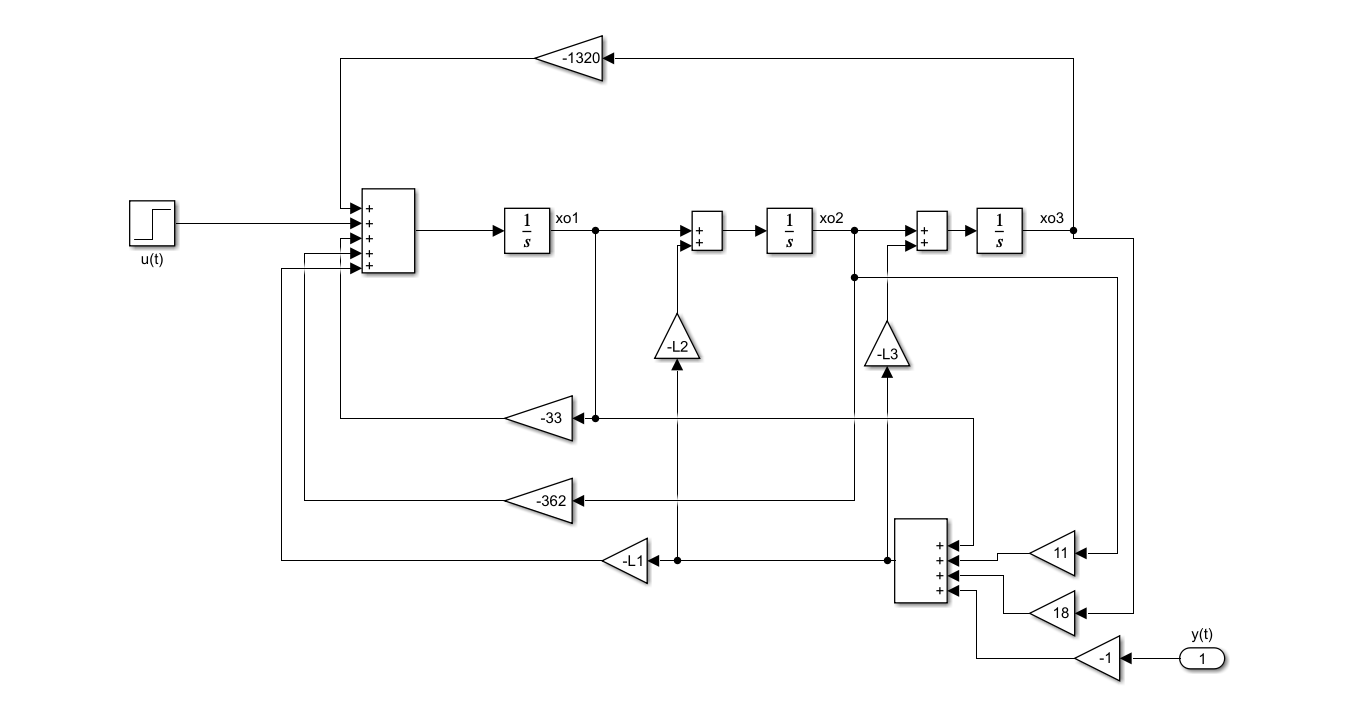 -1320
+
+
+
+
+
u(t)
1
s
xo1
+
+
1
s
xo2
+
+
1
s
xo3
-L2
-L3
-33
-362
-L1
+
+
+
+
11
18
-1
y(t)
1